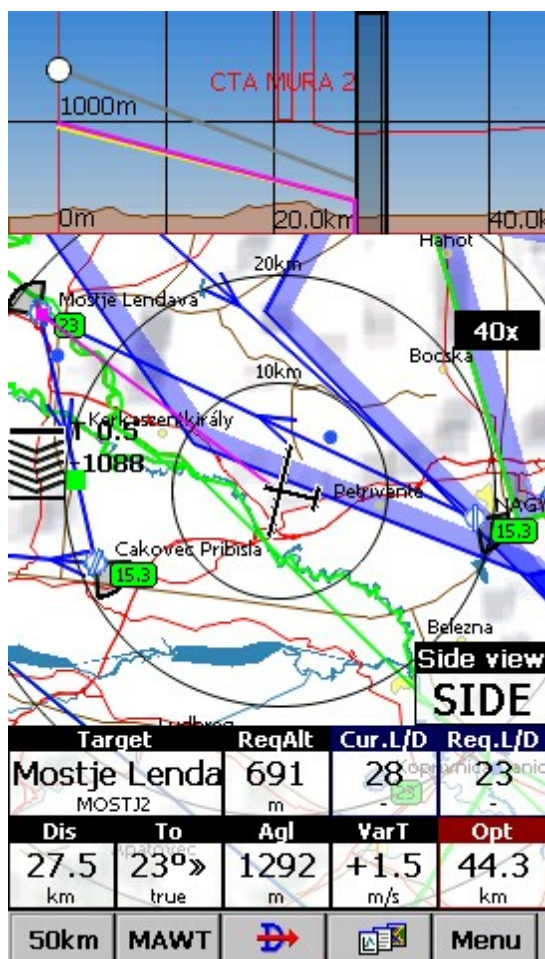 CTA MURA 2
1000m
0m
20.0km
40.0
Hahot
20km
Mostje Lendava
23
40x
Bocska
10km
Kerkaszentkirály
T 0.5
-1088
Petrivente
NAGY
15.3
Cakovec Pribisla
15.3
Belezna
Side view
SIDE
Ludbreg
Target
ReqAlt
Cur.L/D
Req.L/D
Mostje Lenda
691
28
23
MOSTJ2
m
-
-
23
Dis
To
Agl
VarT
Opt
27.5
23º»
1292
+1.5
44.3
km
true
m
m/s
km
50km
MAWT
Menu